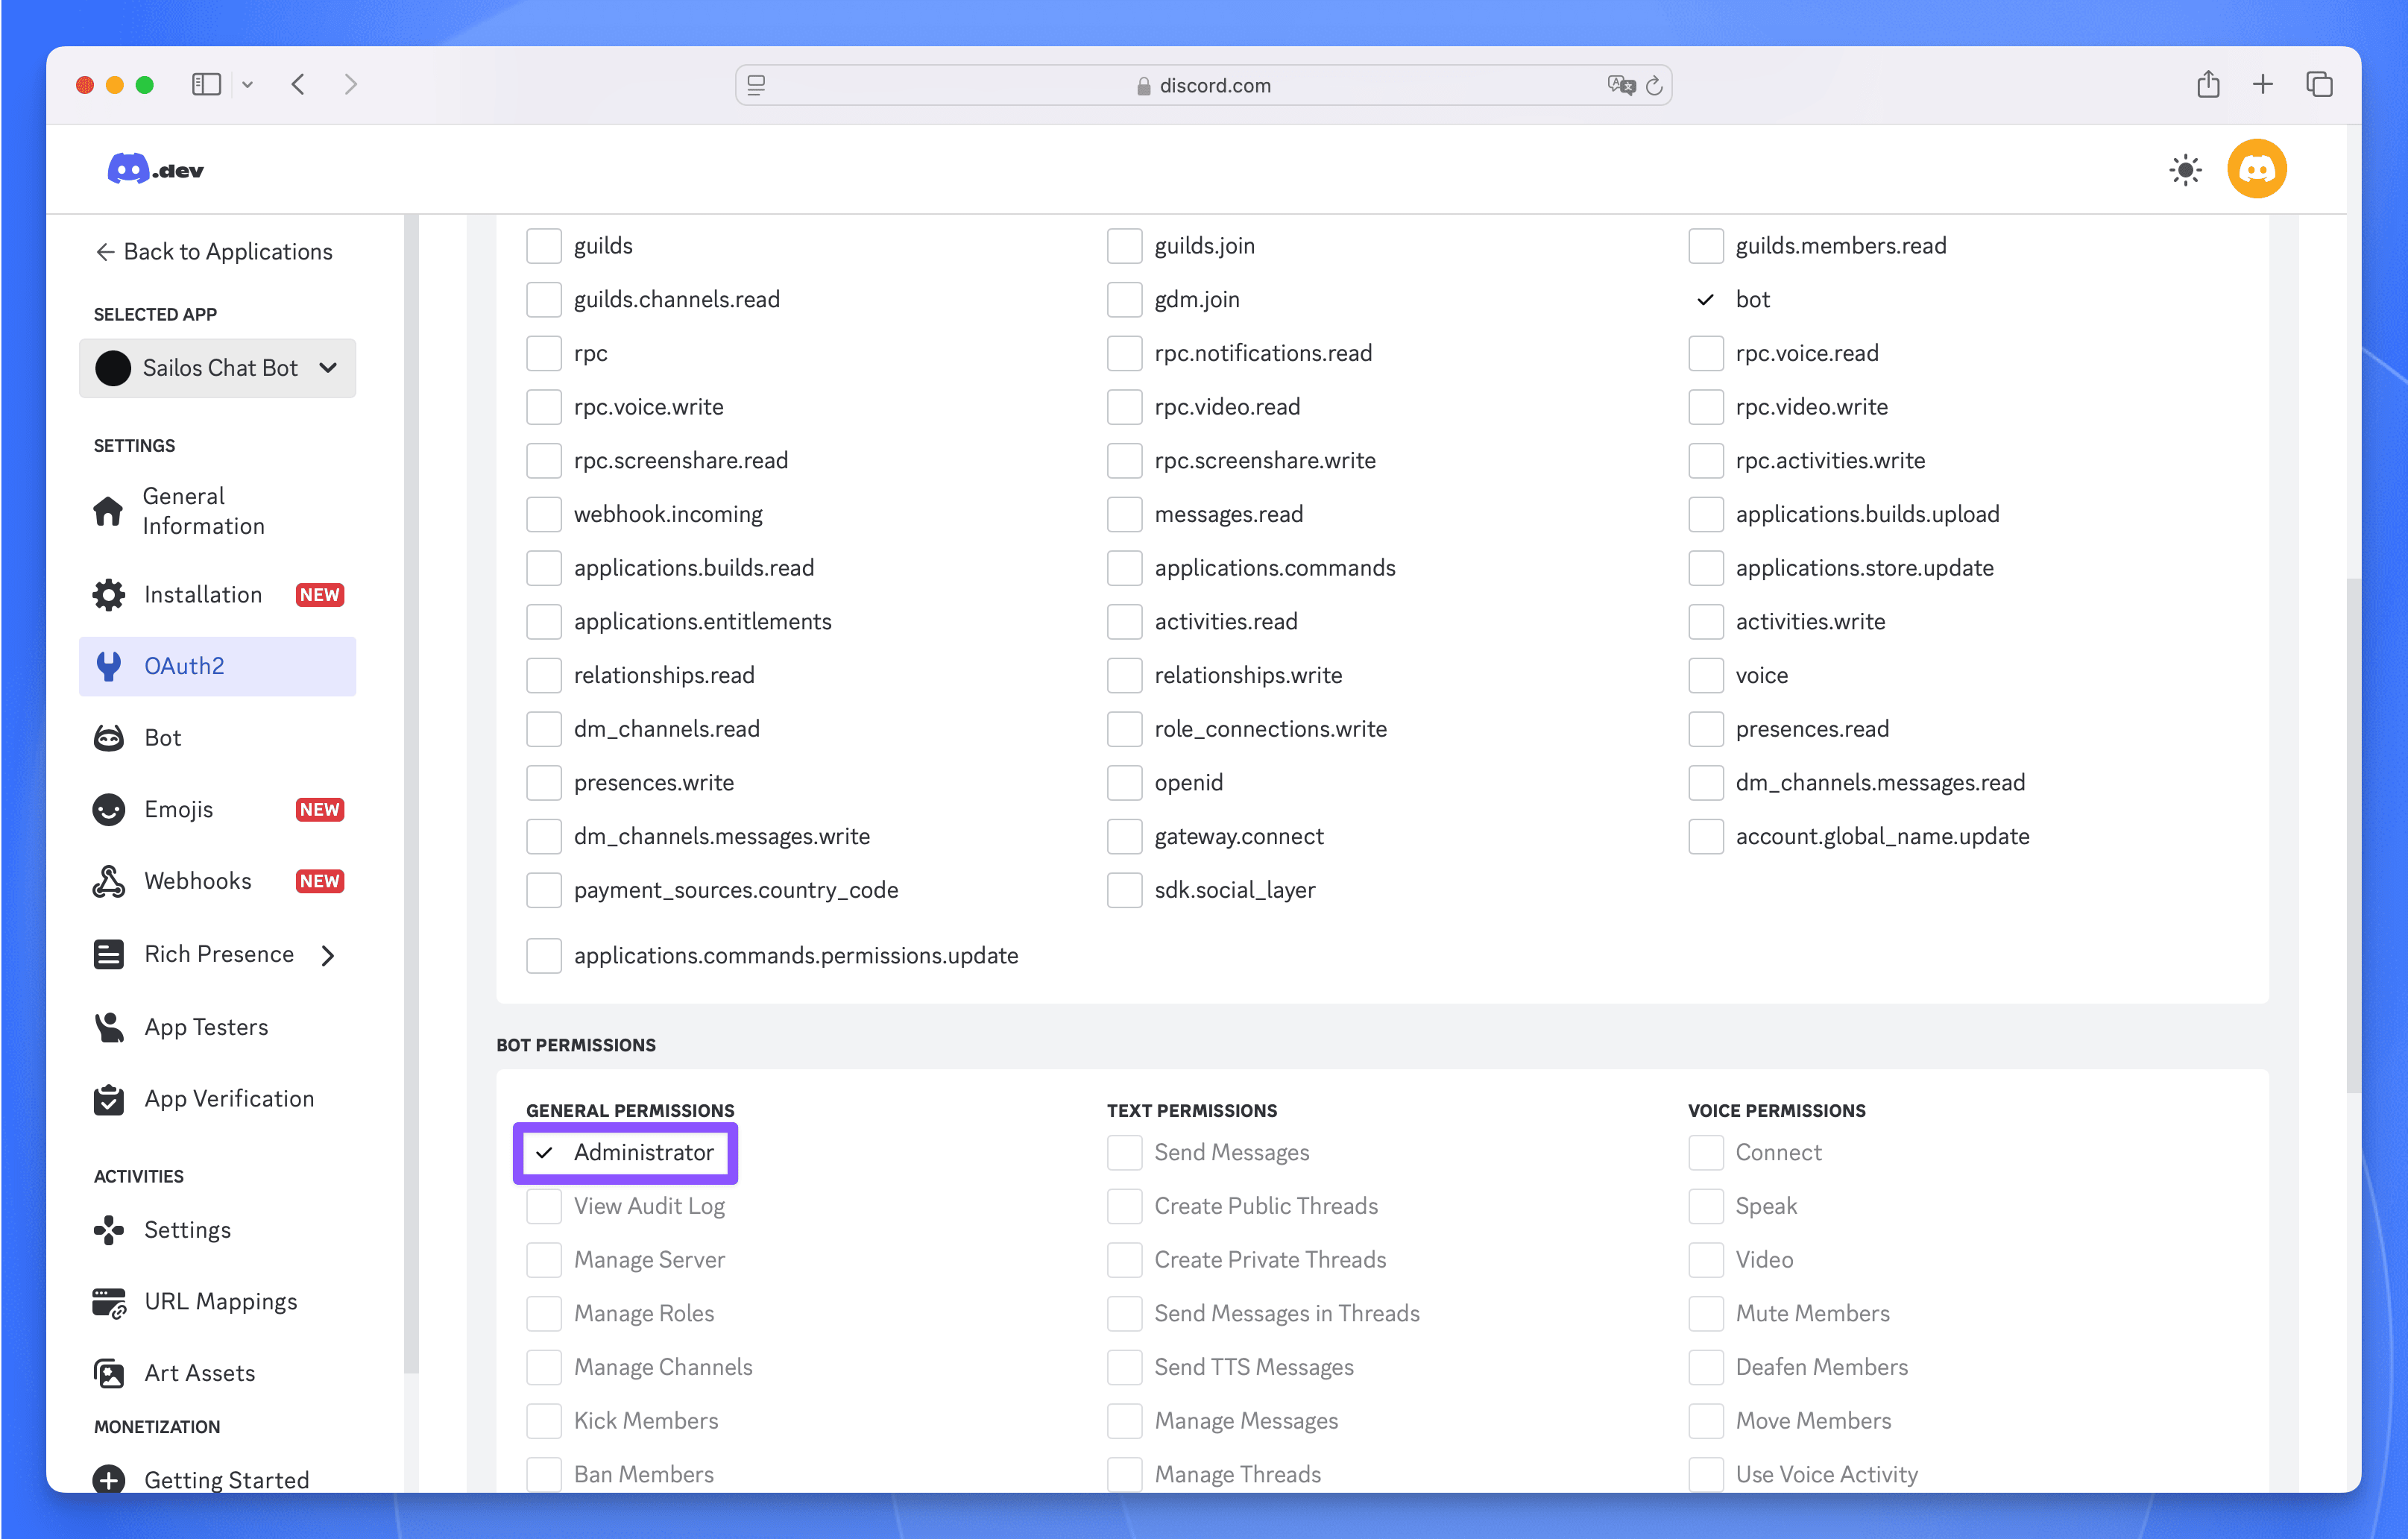 discord.com
.dev
Back to Applications
SELECTED APP
Sailos Chat Bot
SETTINGS
General
Information
Installation NEW
OAuth2
Bot
Emojis NEW
Webhooks NEW
Rich Presence
App Testers
App Verification
ACTIVITIES
Settings
URL Mappings
Art Assets
MONETIZATION
Getting Started
guilds guilds.join guilds.members.read
guilds.channels.read gdm.join bot
rpc rpc.notifications.read rpc.voice.read
rpc.voice.write rpc.video.read rpc.video.write
rpc.screenshare.read rpc.screenshare.write rpc.activities.write
webhook.incoming messages.read applications.builds.upload
applications.builds.read applications.commands applications.store.update
applications.entitlements activities.read activities.write
relationships.read relationships.write voice
dm_channels.read role_connections.write presences.read
presences.write openid dm_channels.messages.read
dm_channels.messages.write gateway.connect account.global_name.update
payment_sources.country_code sdk.social_layer
applications.commands.permissions.update
BOT PERMISSIONS
GENERAL PERMISSIONS TEXT PERMISSIONS VOICE PERMISSIONS
Administrator Send Messages Connect
View Audit Log Create Public Threads Speak
Manage Server Create Private Threads Video
Manage Roles Send Messages in Threads Mute Members
Manage Channels Send TTS Messages Deafen Members
Kick Members Manage Messages Move Members
Ban Members Manage Threads Use Voice Activity